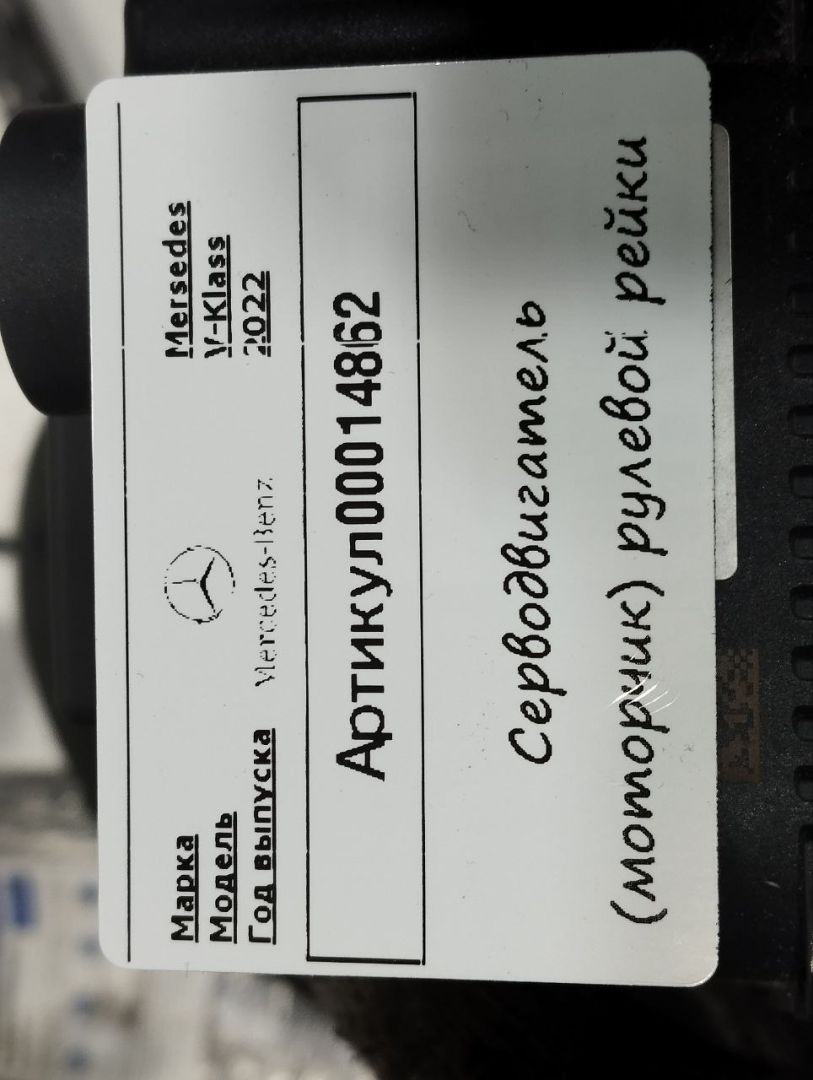 Марка Mersedes
Модель V-Klass
Год выпуска 2022
Mercedes-Benz
Артикул00014862
Серводвигатель
(моторчик) рулевой рейки